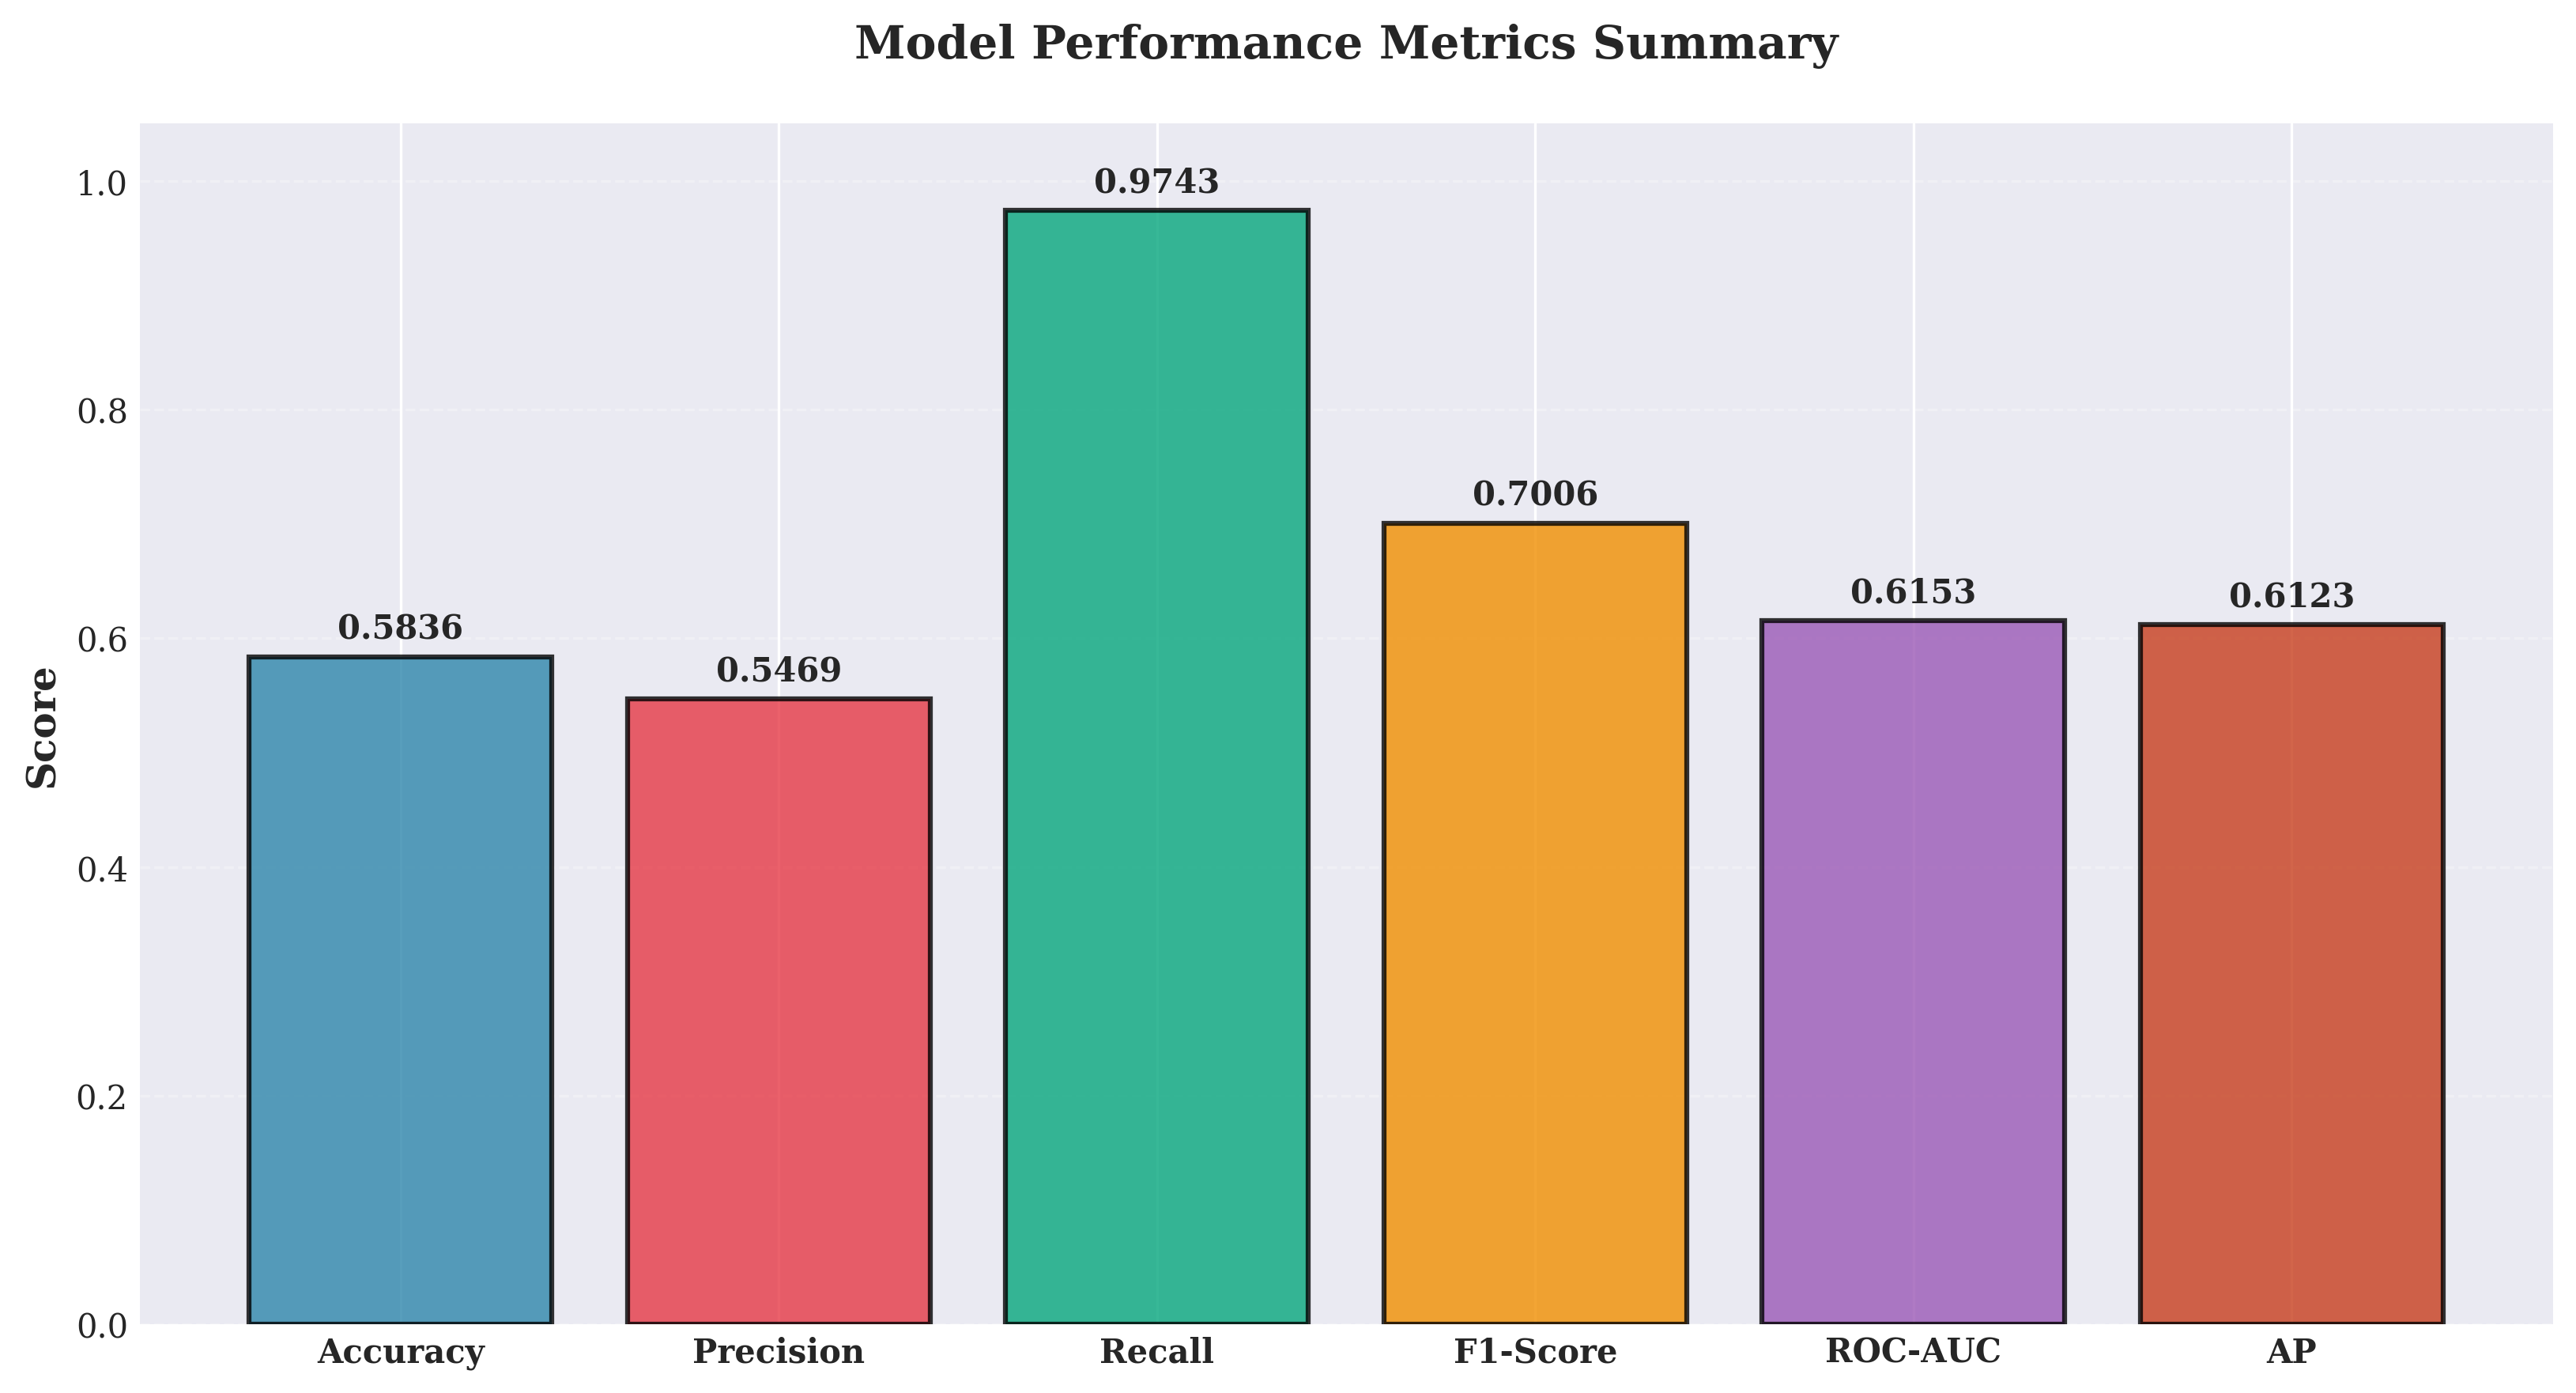 Model Performance Metrics Summary
1.0
0.8
0.6
0.4
0.2
0.0
Score
0.5836
0.5469
0.9743
0.7006
0.6153
0.6123
Accuracy
Precision
Recall
F1-Score
ROC-AUC
AP